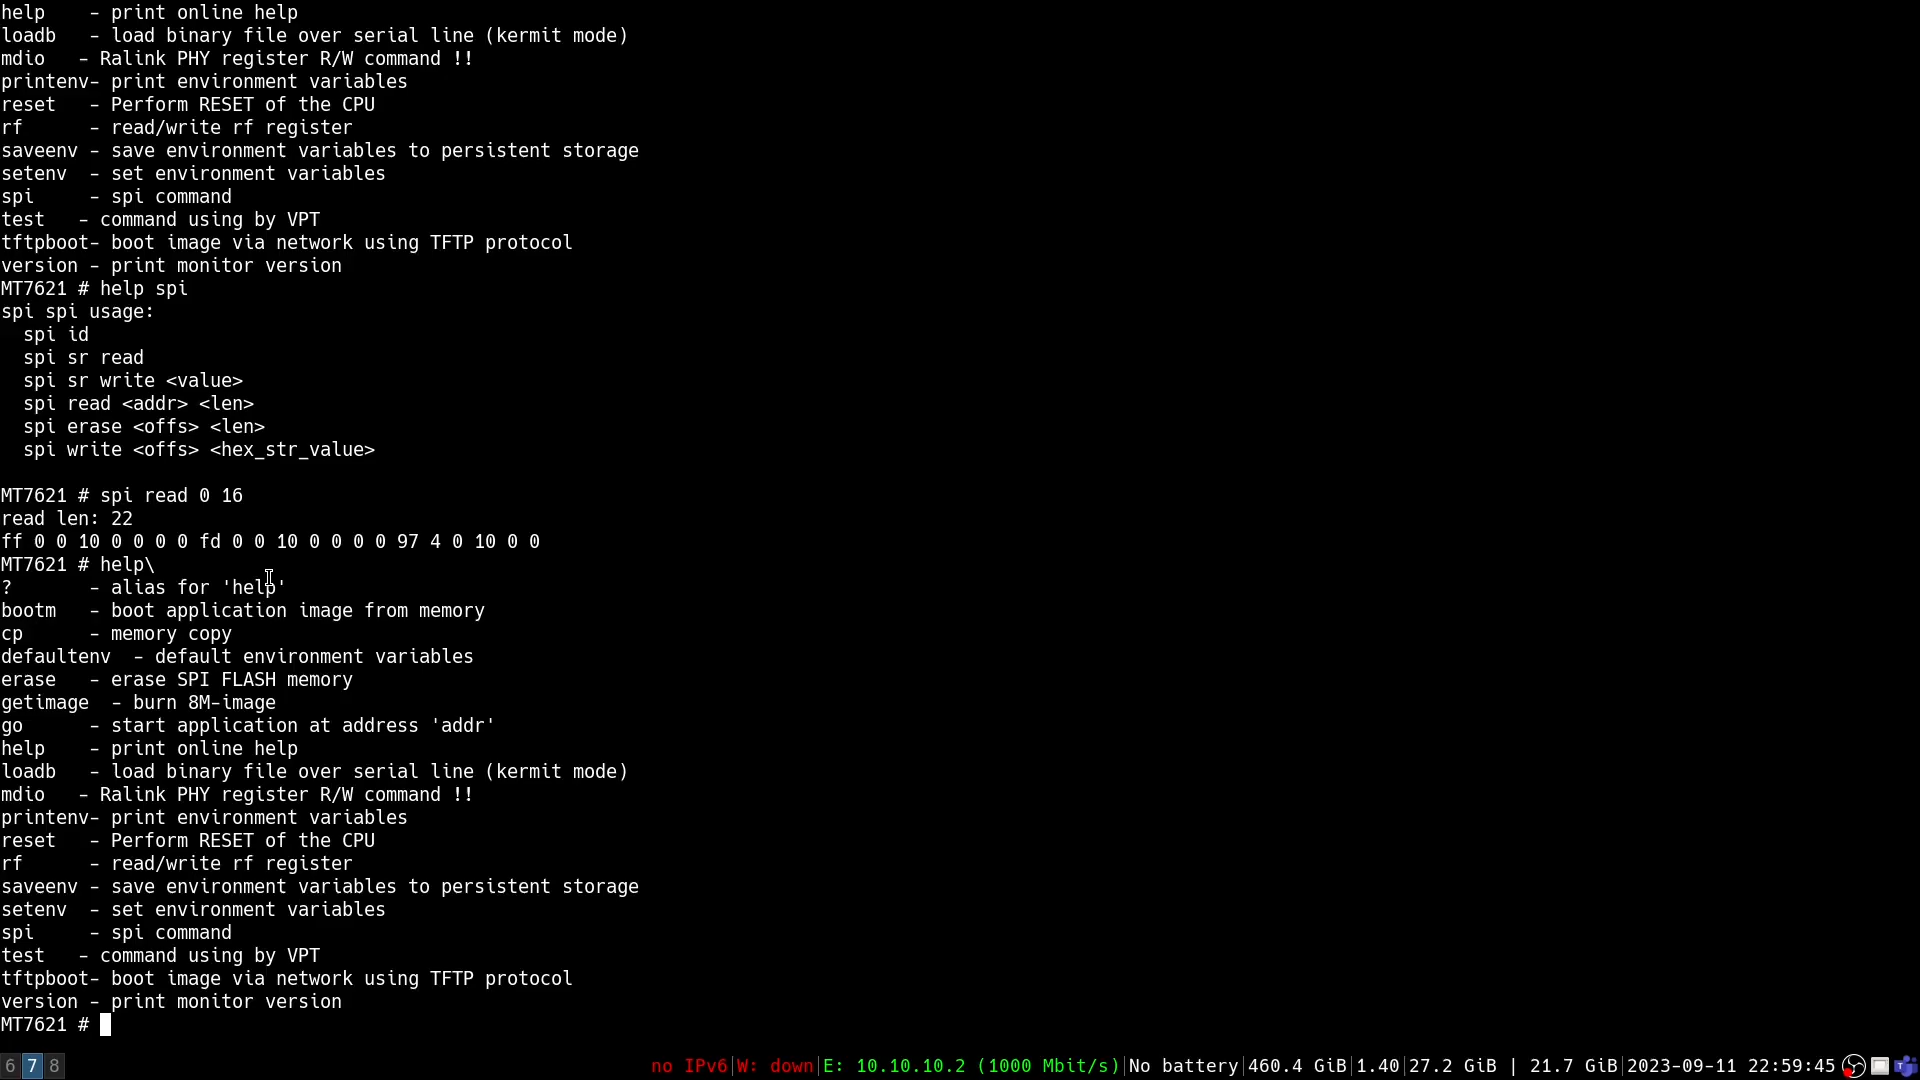 help    - print online help
loadb   - load binary file over serial line (kermit mode)
mdio   - Ralink PHY register R/W command !!
printenv- print environment variables
reset   - Perform RESET of the CPU
rf      - read/write rf register
saveenv - save environment variables to persistent storage
setenv  - set environment variables
spi     - spi command
test   - command using by VPT
tftpboot- boot image via network using TFTP protocol
version - print monitor version
MT7621 # help spi
spi spi usage:
  spi id
  spi sr read
  spi sr write <value>
  spi read <addr> <len>
  spi erase <offs> <len>
  spi write <offs> <hex_str_value>

MT7621 # spi read 0 16
read len: 22
ff 0 0 10 0 0 0 0 fd 0 0 10 0 0 0 0 97 4 0 10 0 0
MT7621 # help\
?       - alias for 'help'
bootm   - boot application image from memory
cp      - memory copy
defaultenv  - default environment variables
erase   - erase SPI FLASH memory
getimage  - burn 8M-image
go      - start application at address 'addr'
help    - print online help
loadb   - load binary file over serial line (kermit mode)
mdio   - Ralink PHY register R/W command !!
printenv- print environment variables
reset   - Perform RESET of the CPU
rf      - read/write rf register
saveenv - save environment variables to persistent storage
setenv  - set environment variables
spi     - spi command
test   - command using by VPT
tftpboot- boot image via network using TFTP protocol
version - print monitor version
MT7621 #
6 7 8 no IPv6|W: down|E: 10.10.10.2 (1000 Mbit/s)|No battery|460.4 GiB|1.40|27.2 GiB | 21.7 GiB|2023-09-11 22:59:45